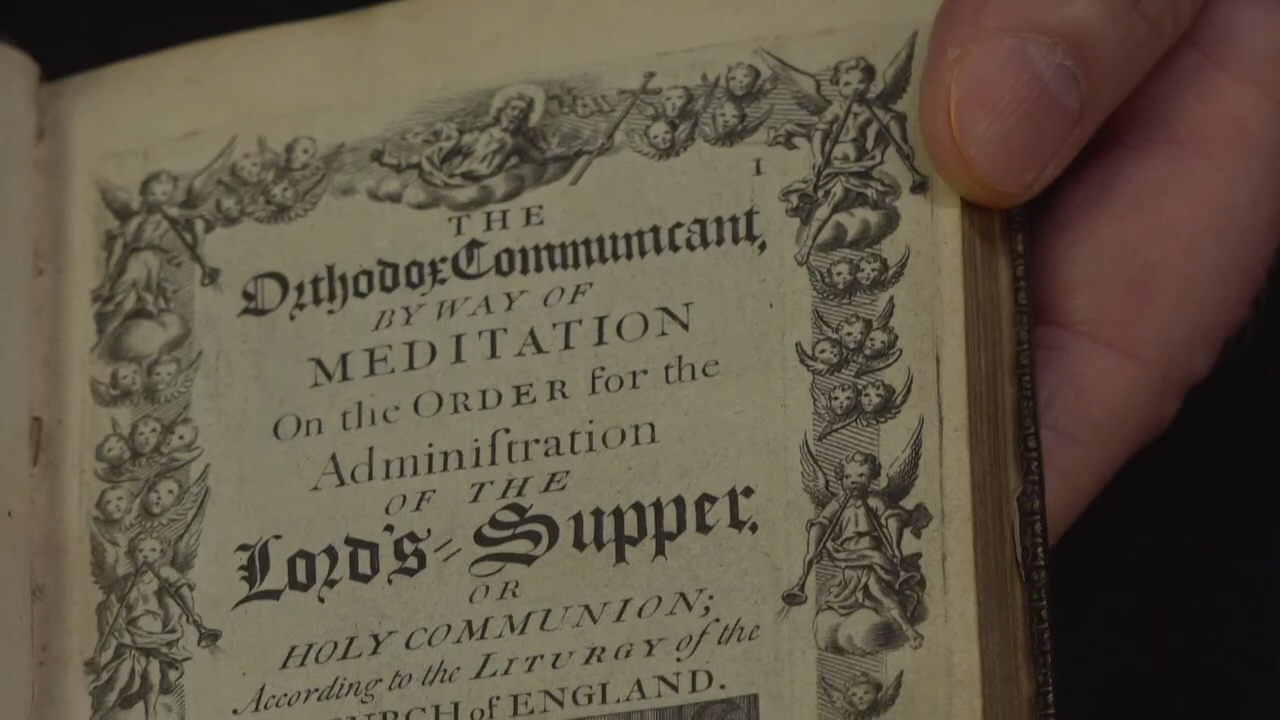 I
THE
Orthodox Communicant,
BY WAY OF
MEDITATION
On the ORDER for the
Adminiſtration
OF THE
Lord's-Supper,
OR
HOLY COMMUNION;
According to the LITURGY of the
CHURCH of ENGLAND.